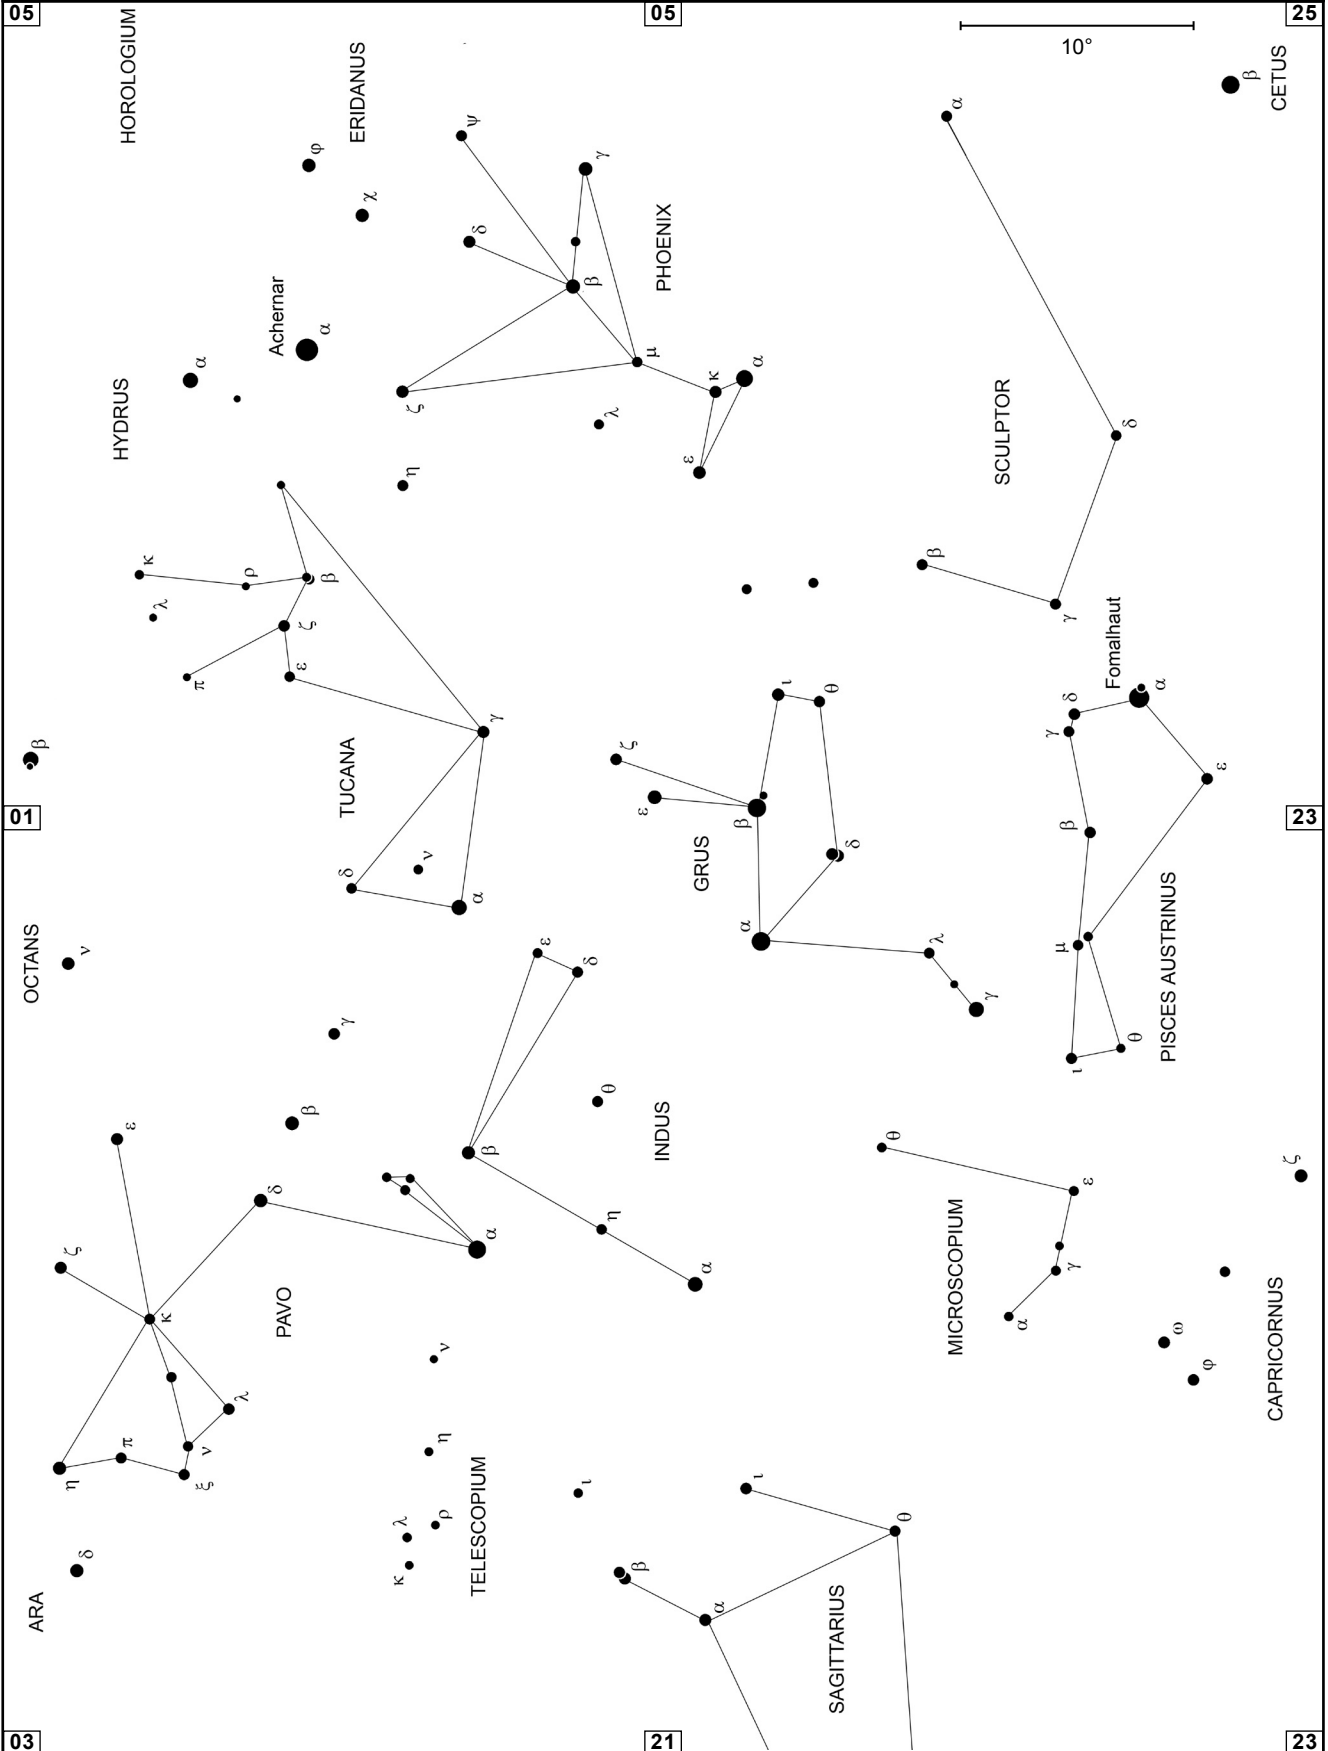 05
05
25
10°
HOROLOGIUM
ERIDANUS
CETUS
β
α
ψ
φ
γ
χ
δ
PHOENIX
β
Achernar
α
α
μ
κ
α
HYDRUS
ζ
λ
SCULPTOR
δ
ε
η
κ
ρ
β
β
λ
ζ
γ
Fomalhaut
ε
π
ι
θ
δ
α
γ
γ
β
TUCANA
ζ
ε
ε
01
23
β
β
GRUS
δ
δ
ν
α
α
PISCES AUSTRINUS
OCTANS
ν
ε
δ
λ
μ
γ
γ
θ
ι
β
θ
INDUS
ε
β
θ
ζ
δ
ε
η
α
MICROSCOPIUM
ζ
α
γ
PAVO
κ
α
CAPRICORNUS
ω
ν
φ
λ
π
ν
η
η
ξ
TELESCOPIUM
ι
ι
λ
ρ
θ
δ
κ
β
ARA
α
SAGITTARIUS
03
21
23